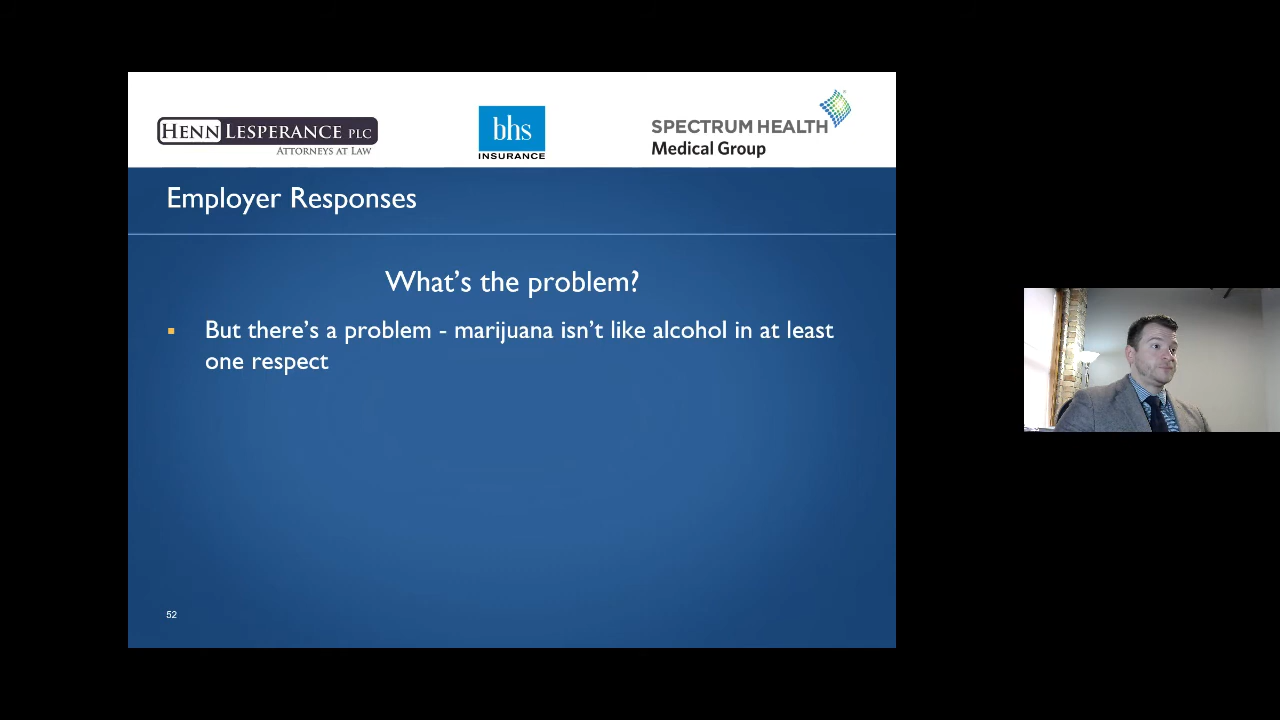 HENN LESPERANCE PLC
ATTORNEYS AT LAW
bhs
INSURANCE
SPECTRUM HEALTH
Medical Group
Employer Responses
What's the problem?
But there's a problem - marijuana isn't like alcohol in at least
one respect
52